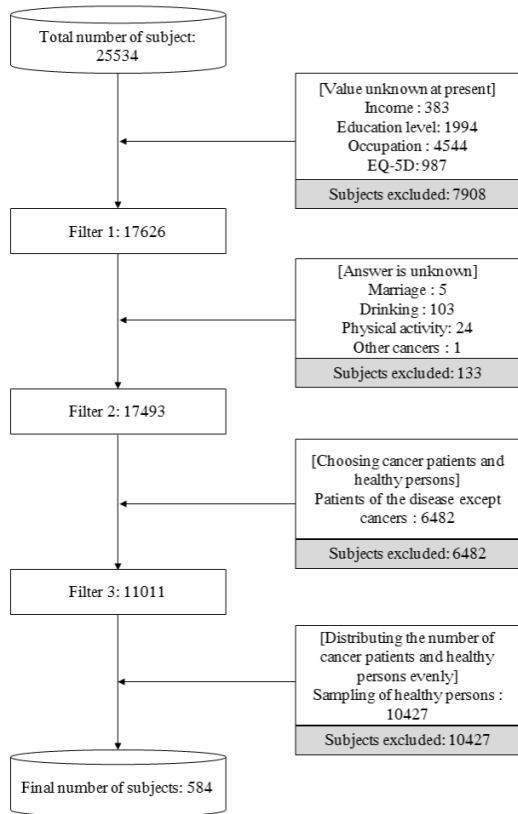 Total number of subject:
25534
[Value unknown at present]
Income : 383
Education level: 1994
Occupation : 4544
EQ-5D: 987
Subjects excluded: 7908
Filter 1: 17626
[Answer is unknown]
Marriage : 5
Drinking : 103
Physical activity: 24
Other cancers : 1
Subjects excluded: 133
Filter 2: 17493
[Choosing cancer patients and
healthy persons]
Patients of the disease except
cancers : 6482
Subjects excluded: 6482
Filter 3: 11011
[Distributing the number of
cancer patients and healthy
persons evenly]
Sampling of healthy persons :
10427
Subjects excluded: 10427
Final number of subjects: 584